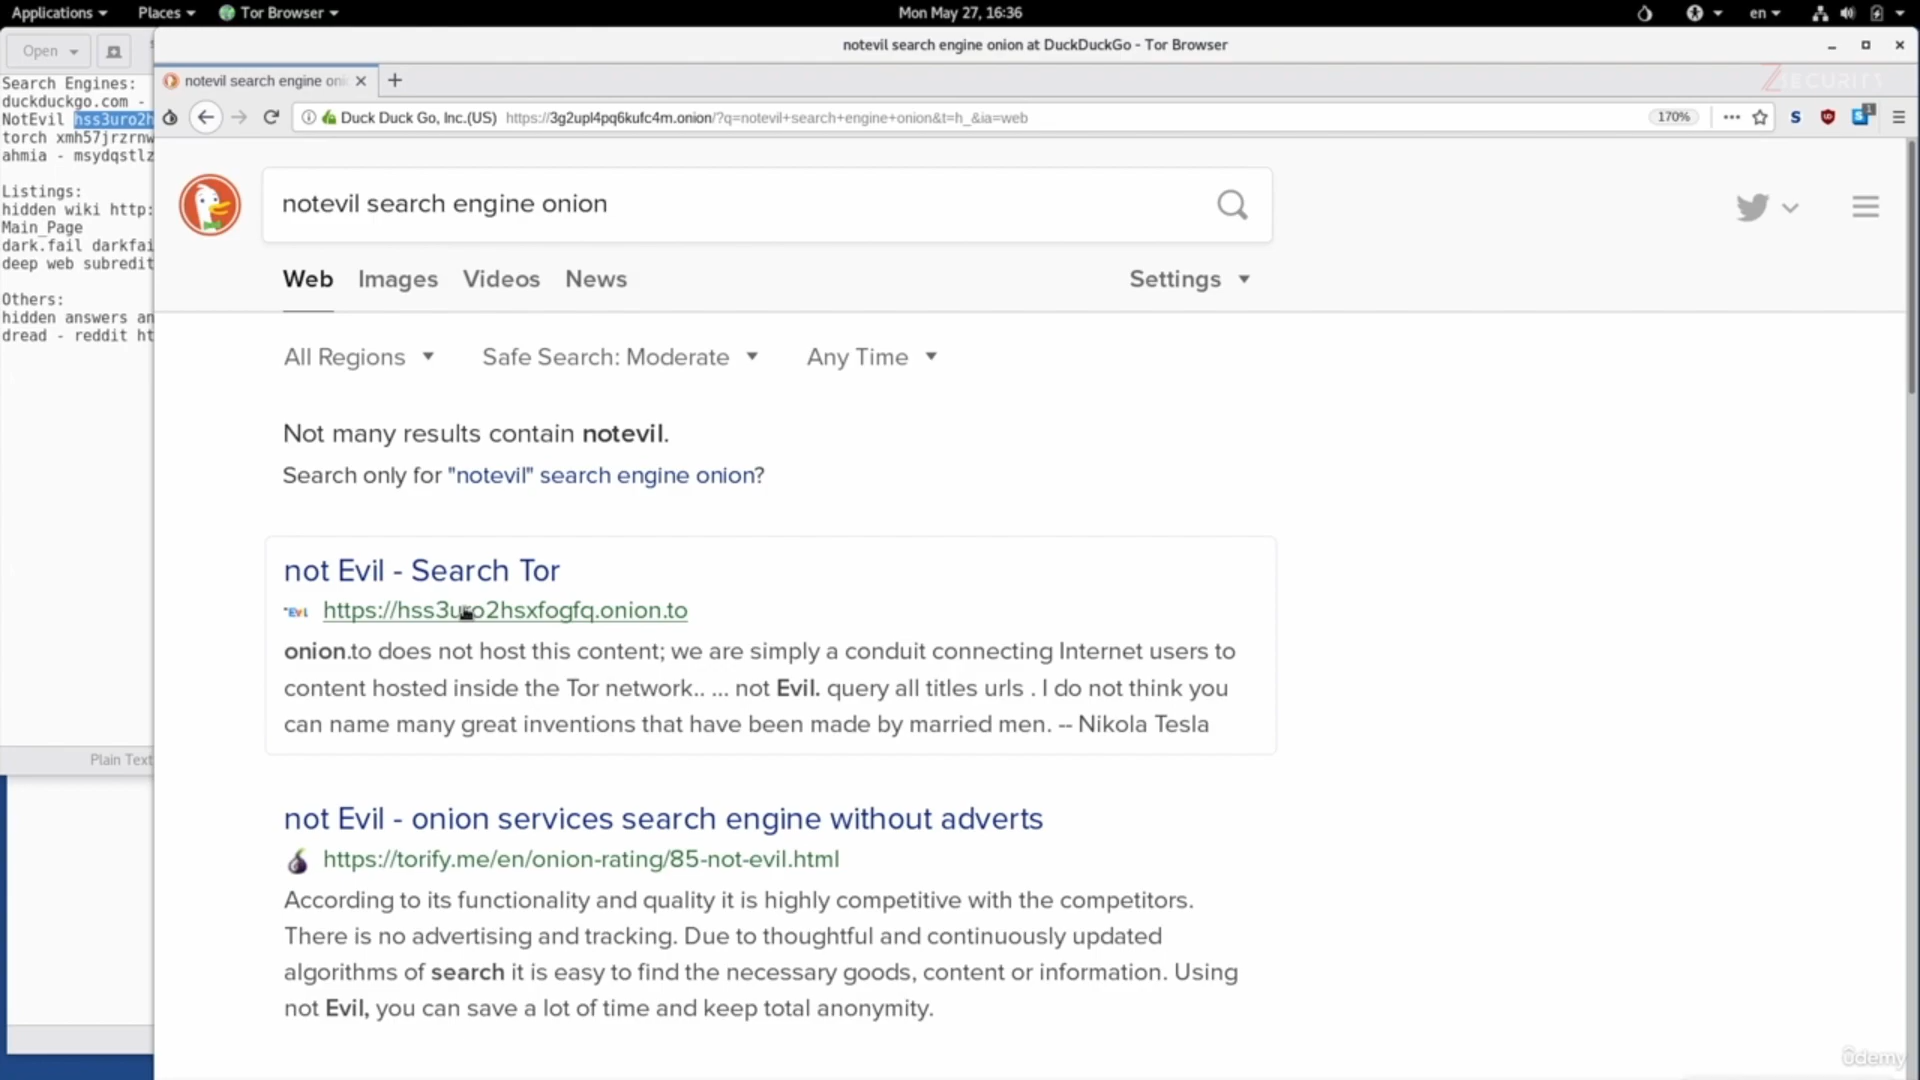 Applications Places Tor Browser Mon May 27, 16:36 en
Open
notevil search engine onion at DuckDuckGo - Tor Browser
notevil search engine oni
ZSECURITY
Duck Duck Go, Inc.(US) https://3g2upl4pq6kufc4m.onion/?q=notevil+search+engine+onion&t=h_&ia=web 170% S 1
Search Engines:
duckduckgo.com -
NotEvil hss3uro2h
torch xmh57jrzrnw
ahmia - msydqstlz
Listings:
hidden wiki http:
Main_Page
dark.fail darkfai
deep web subredit
Others:
hidden answers an
dread - reddit ht
Plain Text
notevil search engine onion
Web Images Videos News Settings
All Regions Safe Search: Moderate Any Time
Not many results contain notevil.
Search only for "notevil" search engine onion?
not Evil - Search Tor
https://hss3uro2hsxfogfq.onion.to
onion.to does not host this content; we are simply a conduit connecting Internet users to
content hosted inside the Tor network.. ... not Evil. query all titles urls . I do not think you
can name many great inventions that have been made by married men. -- Nikola Tesla
not Evil - onion services search engine without adverts
https://torify.me/en/onion-rating/85-not-evil.html
According to its functionality and quality it is highly competitive with the competitors.
There is no advertising and tracking. Due to thoughtful and continuously updated
algorithms of search it is easy to find the necessary goods, content or information. Using
not Evil, you can save a lot of time and keep total anonymity.
ûdemy